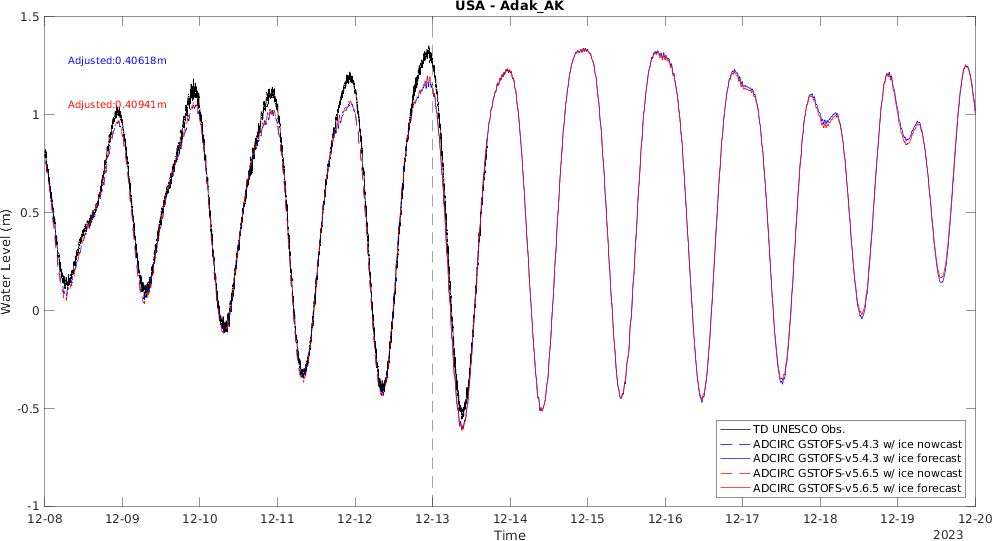 USA - Adak_AK
1.5
1
0.5
0
-0.5
-1
Water Level (m)
Adjusted:0.40618m
Adjusted:0.40941m
TD UNESCO Obs.
ADCIRC GSTOFS-v5.4.3 w/ ice nowcast
ADCIRC GSTOFS-v5.4.3 w/ ice forecast
ADCIRC GSTOFS-v5.6.5 w/ ice nowcast
ADCIRC GSTOFS-v5.6.5 w/ ice forecast
12-08 12-09 12-10 12-11 12-12 12-13 12-14 12-15 12-16 12-17 12-18 12-19 12-20
Time
2023